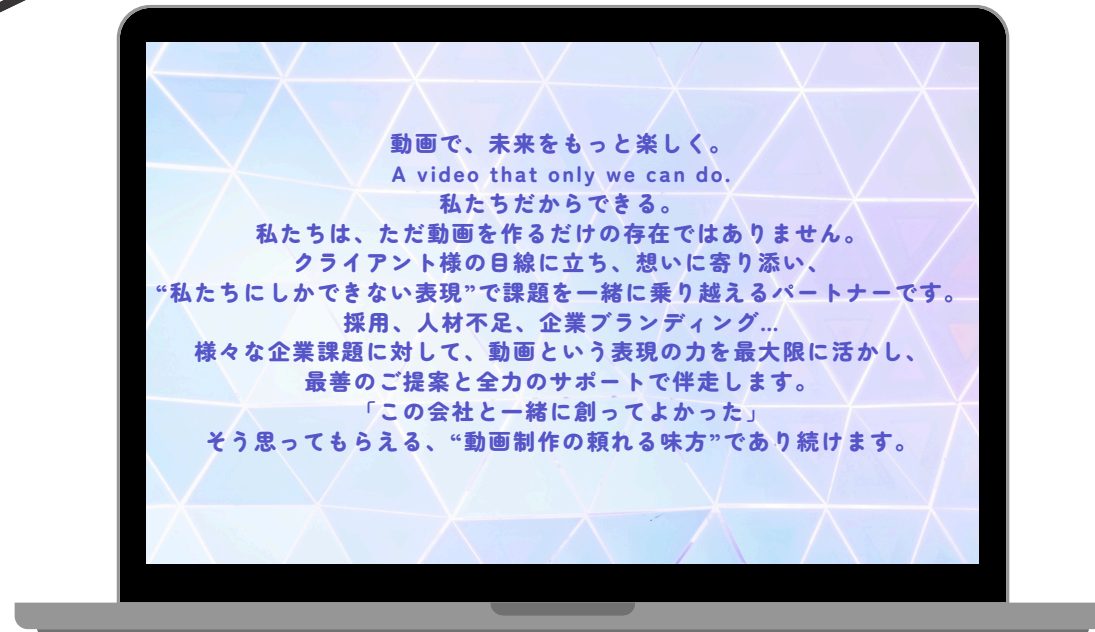 動画で、未来をもっと楽しく。
A video that only we can do.
私たちだからできる。
私たちは、ただ動画を作るだけの存在ではありません。
クライアント様の目線に立ち、想いに寄り添い、
“私たちにしかできない表現”で課題を一緒に乗り越えるパートナーです。
採用、人材不足、企業ブランディング...
様々な企業課題に対して、動画という表現の力を最大限に活かし、
最善のご提案と全力のサポートで伴走します。
「この会社と一緒に創ってよかった」
そう思ってもらえる、“動画制作の頼れる味方”であり続けます。